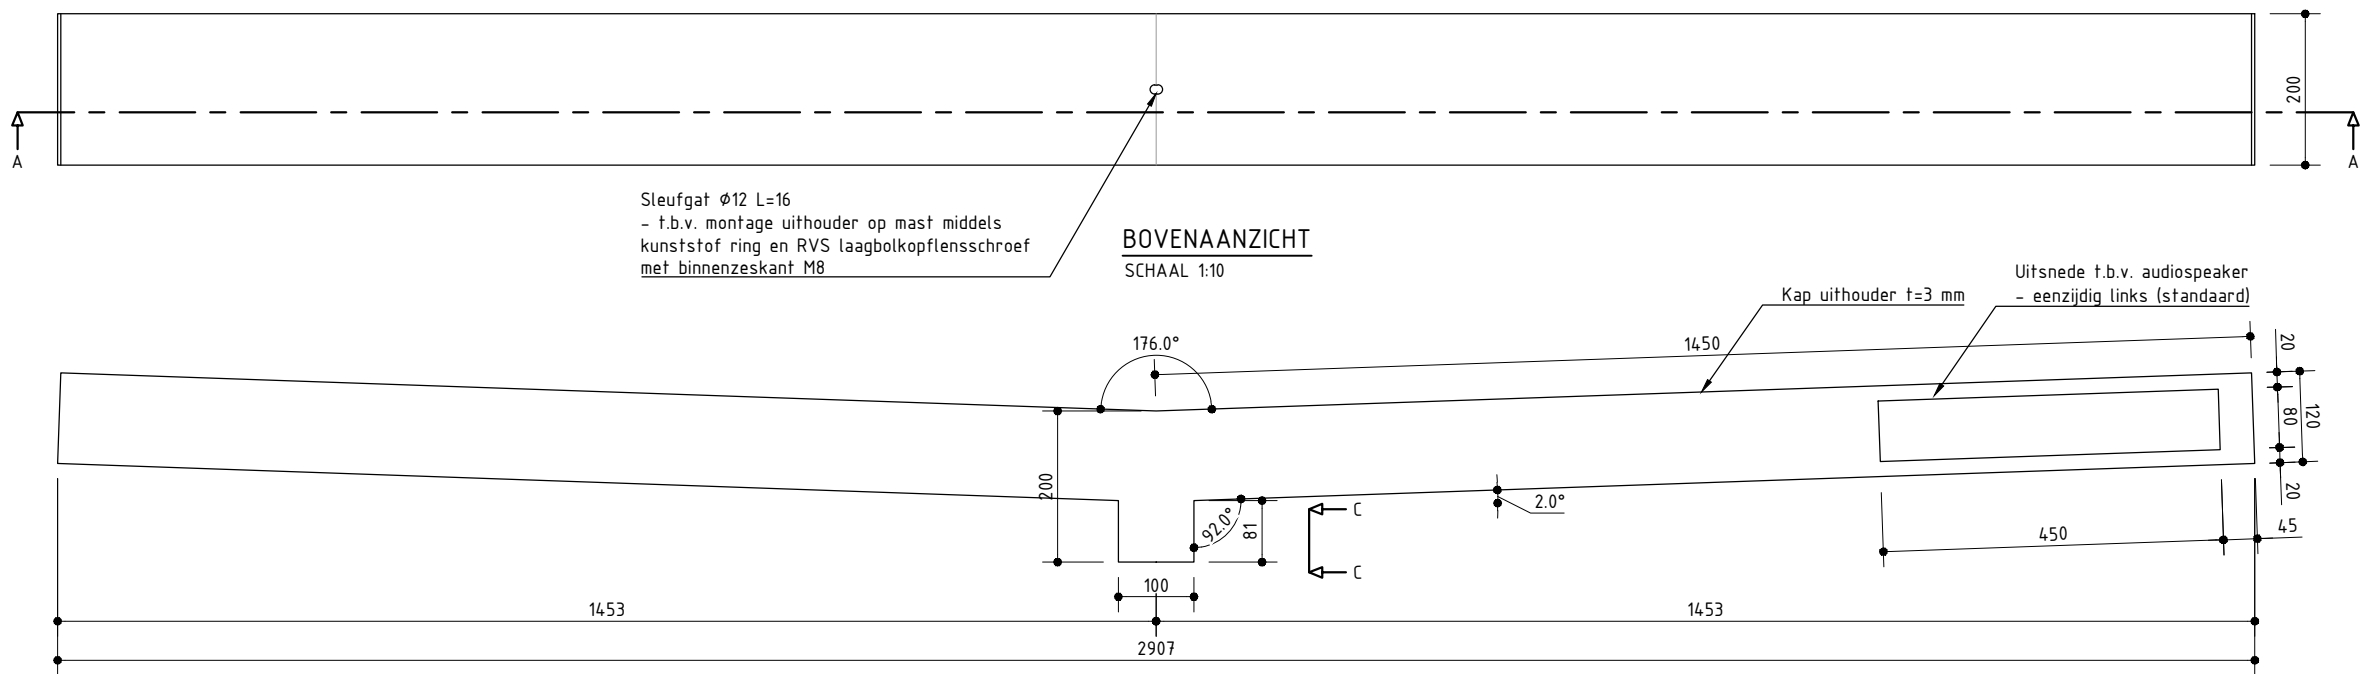 202
A
A
Sleufgat Ø12 L=16
- t.b.v. montage uithouder op mast middels
kunststof ring en RVS laagbolkopflensschroef
met binnenzeskant M8
BOVENAANZICHT
SCHAAL 1:10
Uitsnede t.b.v. audiospeaker
- eenzijdig links (standaard)
Kap uithouder t=3 mm
176.0°
1450
20
80
120
20
200
92.0°
81
C
C
2.0°
450
45
100
1453
1453
2907